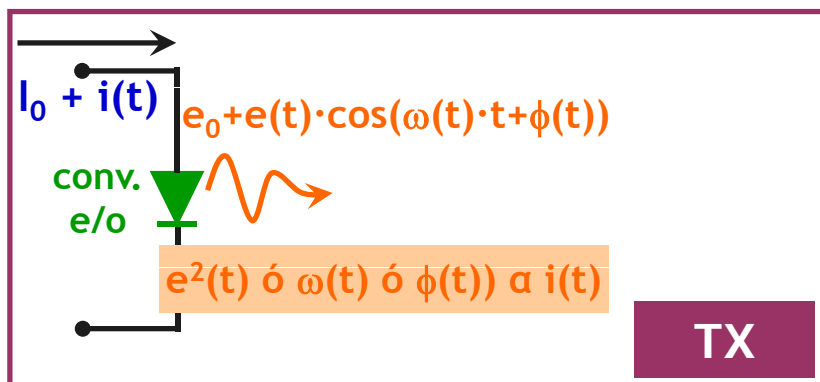 I₀ + i(t)
e₀+e(t)·cos(ω(t)·t+ϕ(t))
conv.
e/o
e²(t) ó ω(t) ó ϕ(t)) α i(t)
TX